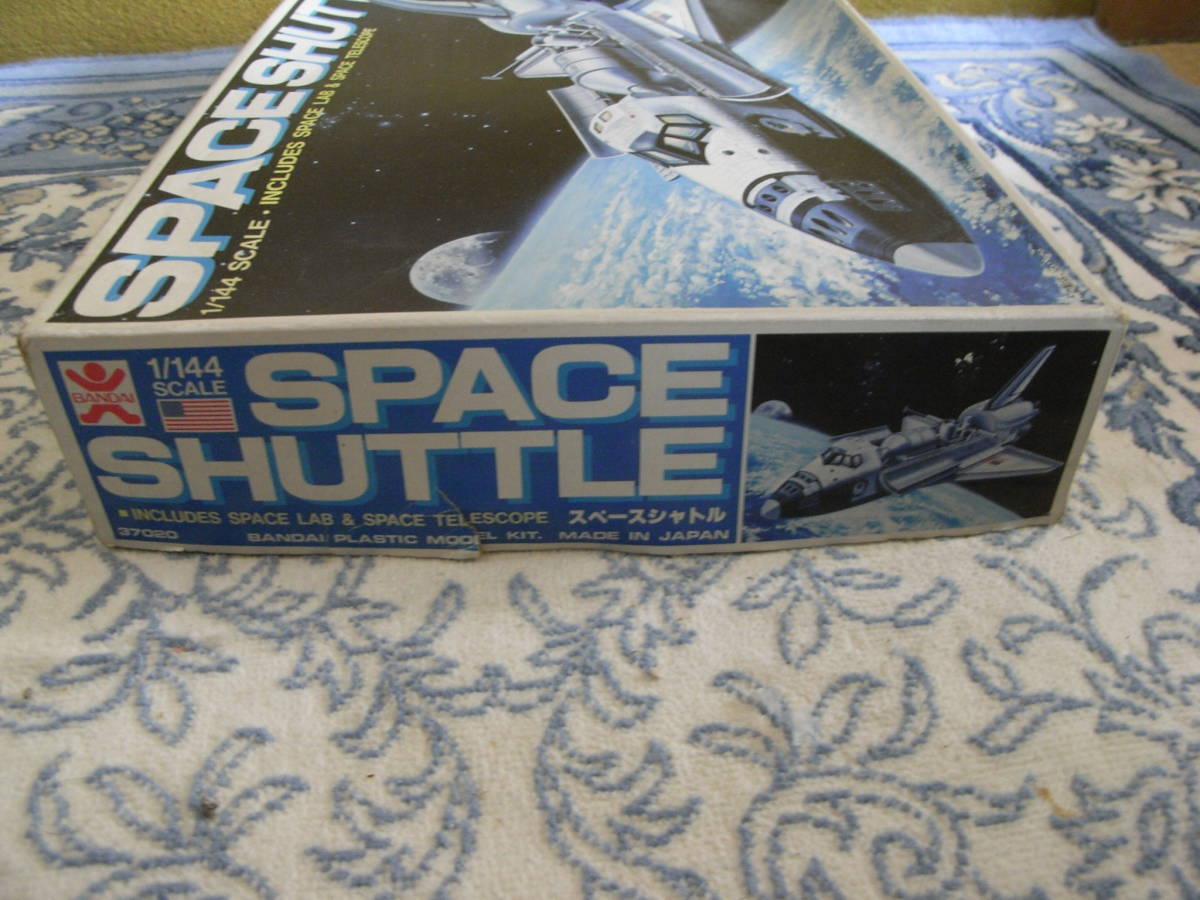 SPACE SHUT
1/144 SCALE • INCLUDES SPACE LAB & SPACE TELESCOPE
BANDAI
1/144
SCALE
SPACE
SHUTTLE
■ INCLUDES SPACE LAB & SPACE TELESCOPE スペースシャトル
37020 BANDAI PLASTIC MODEL KIT. MADE IN JAPAN